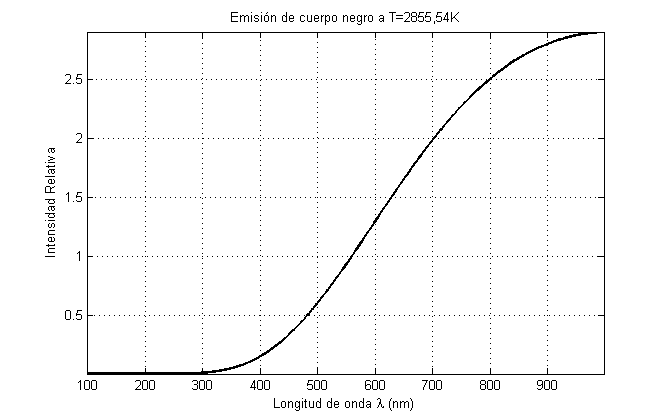 Emisión de cuerpo negro a T=2855,54K
Intensidad Relativa
2.5
2
1.5
1
0.5
100 200 300 400 500 600 700 800 900
Longitud de onda λ (nm)